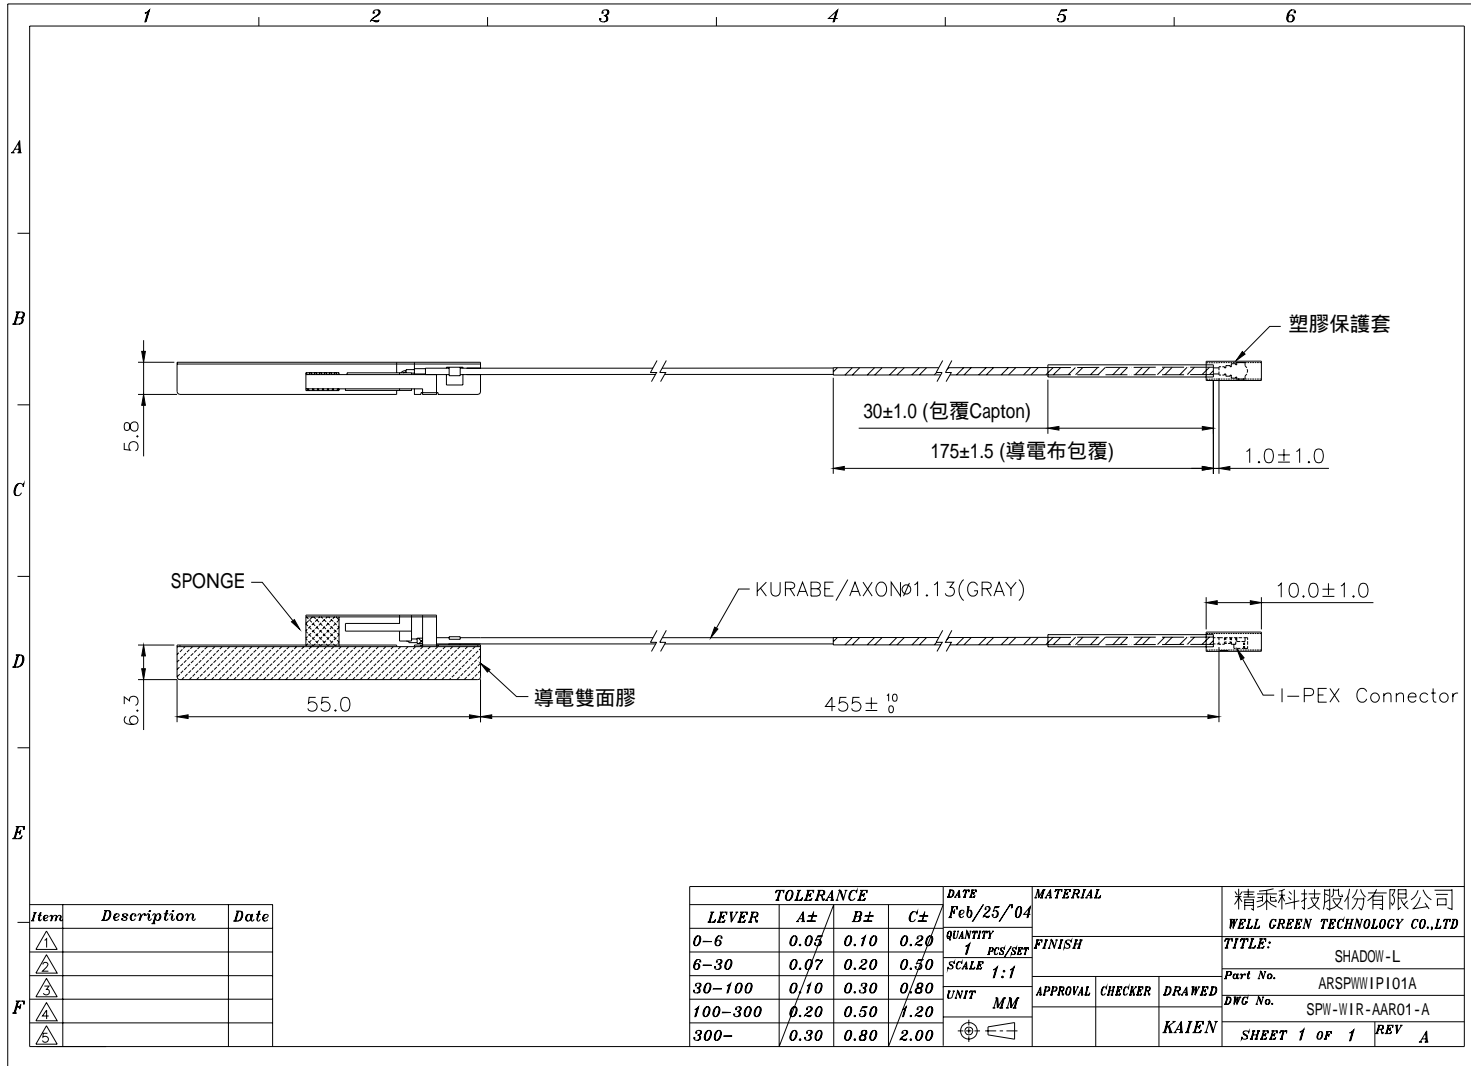 1 2 3 4 5 6
A
B
C
D
E
F
塑膠保護套
5.8
30±1.0 (包覆Capton)
175±1.5 (導電布包覆)
1.0±1.0
SPONGE
KURABE/AXONø1.13(GRAY)
10.0±1.0
6.3
55.0
導電雙面膠
455± 10 0
I-PEX Connector
Item Description Date
1
2
3
4
5
TOLERANCE
LEVER A± B± C±
0-6 0.05 0.10 0.20
6-30 0.07 0.20 0.50
30-100 0.10 0.30 0.80
100-300 0.20 0.50 1.20
300- 0.30 0.80 2.00
DATE
Feb/25/'04
QUANTITY
1 PCS/SET
SCALE 1:1
UNIT MM
MATERIAL
FINISH
APPROVAL CHECKER DRAWED
KAIEN
精乘科技股份有限公司
WELL GREEN TECHNOLOGY CO.,LTD
TITLE:
SHADOW-L
Part No. ARSPWWIPI01A
DWG No. SPW-WIR-AAR01-A
SHEET 1 OF 1 REV A